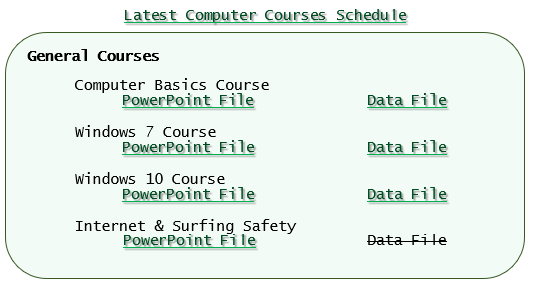 Latest Computer Courses Schedule
General Courses
Computer Basics Course
PowerPoint File Data File
Windows 7 Course
PowerPoint File Data File
Windows 10 Course
PowerPoint File Data File
Internet & Surfing Safety
PowerPoint File Data File